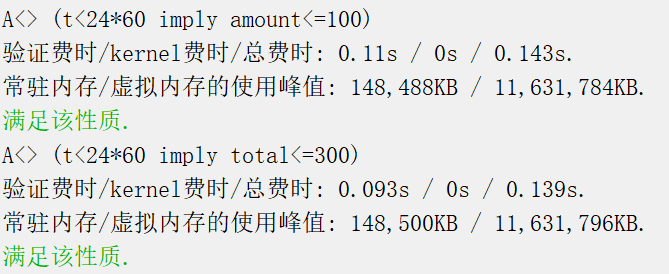 A<> (t<24*60 imply amount<=100)
验证费时/kernel费时/总费时: 0.11s / 0s / 0.143s.
常驻内存/虚拟内存的使用峰值: 148,488KB / 11,631,784KB.
满足该性质.
A<> (t<24*60 imply total<=300)
验证费时/kernel费时/总费时: 0.093s / 0s / 0.139s.
常驻内存/虚拟内存的使用峰值: 148,500KB / 11,631,796KB.
满足该性质.